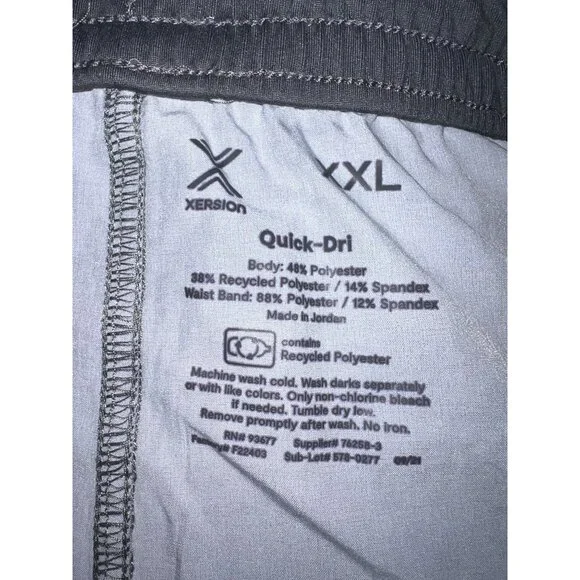 XXL
XERSION
Quick-Dri
Body: 48% Polyester
38% Recycled Polyester / 14% Spandex
Waist Band: 88% Polyester / 12% Spandex
Made in Jordan
contains
Recycled Polyester
Machine wash cold. Wash darks separately
or with like colors. Only non-chlorine bleach
if needed. Tumble dry low.
Remove promptly after wash. No iron.
RN# 93677 Supplier# 76258-3
Factory# F22403 Sub-Lot# 578-0277